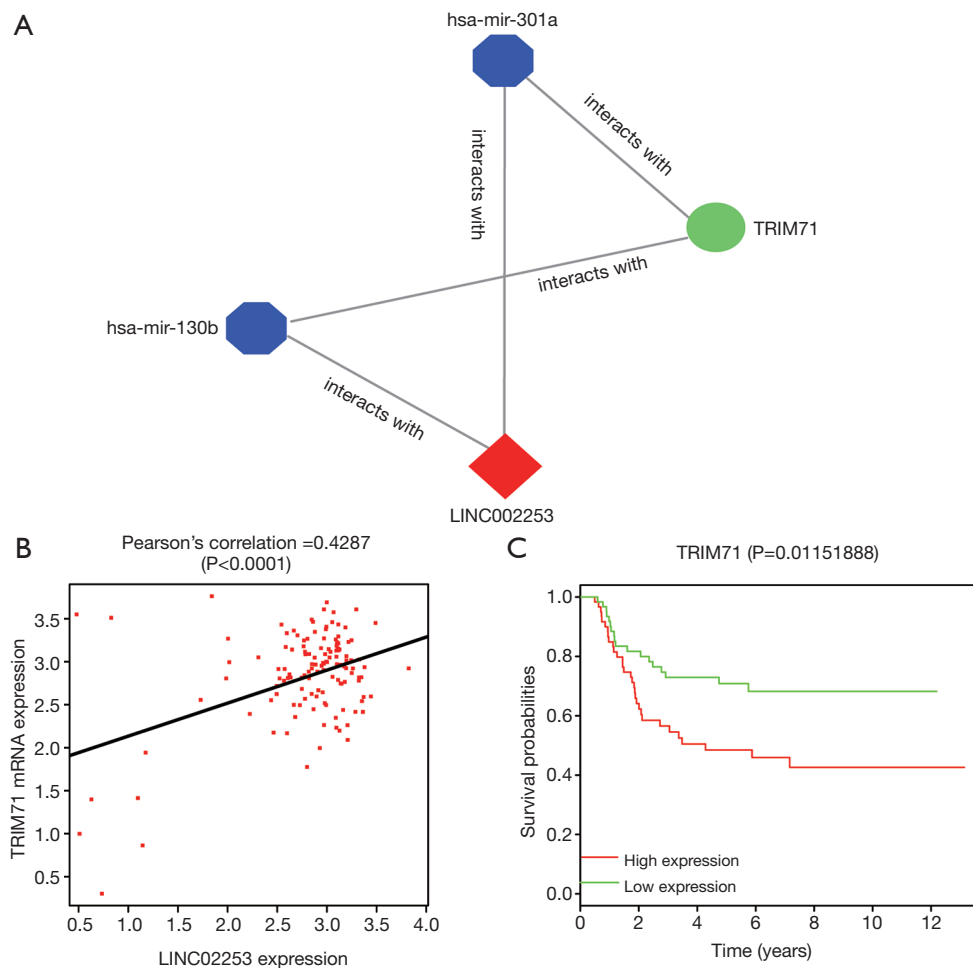 A
hsa-mir-301a
interacts with
interacts with
TRIM71
interacts with
hsa-mir-130b
interacts with
LINC002253
B
Pearson's correlation =0.4287
(P<0.0001)
TRIM71 mRNA expression
3.5
3.0
2.5
2.0
1.5
1.0
0.5
0.5 1.0 1.5 2.0 2.5 3.0 3.5 4.0
LINC02253 expression
C
TRIM71 (P=0.01151888)
Survival probabilities
1.0
0.8
0.6
0.4
0.2
0.0
High expression
Low expression
0 2 4 6 8 10 12
Time (years)